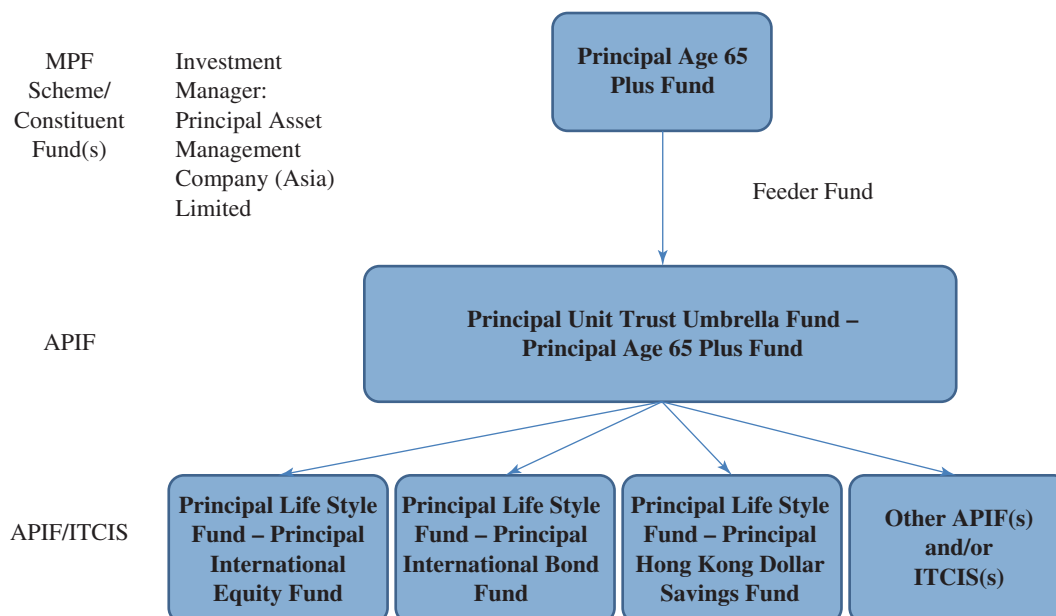 MPF
Scheme/
Constituent
Fund(s)
Investment
Manager:
Principal Asset
Management
Company (Asia)
Limited
Principal Age 65
Plus Fund
Feeder Fund
APIF
Principal Unit Trust Umbrella Fund –
Principal Age 65 Plus Fund
APIF/ITCIS
Principal Life Style
Fund – Principal
International
Equity Fund
Principal Life Style
Fund – Principal
International Bond
Fund
Principal Life Style
Fund – Principal
Hong Kong Dollar
Savings Fund
Other APIF(s)
and/or
ITCIS(s)